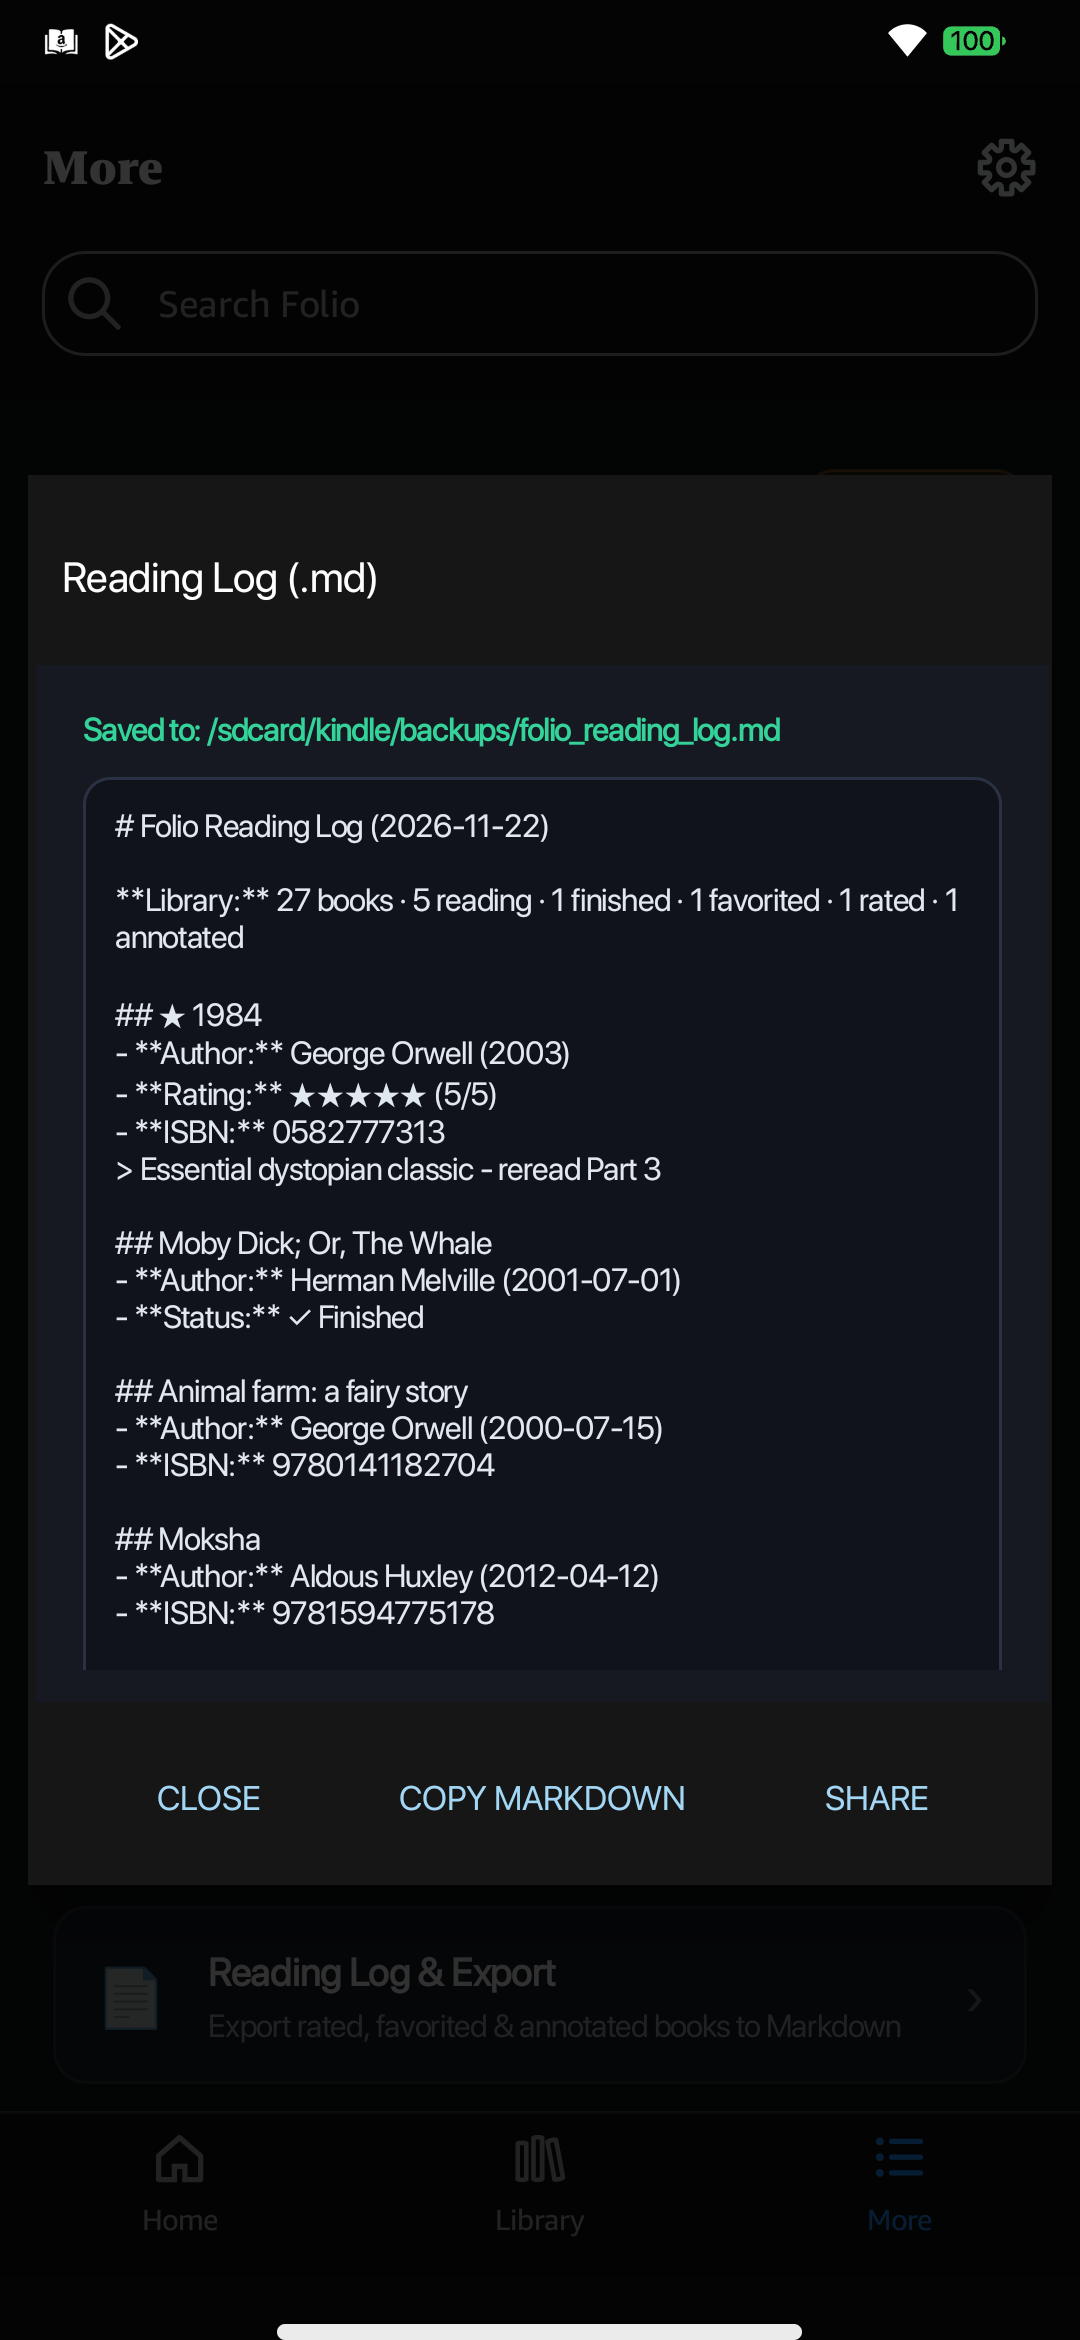 100
More
Search Folio
Reading Log (.md)
Saved to: /sdcard/kindle/backups/folio_reading_log.md
# Folio Reading Log (2026-11-22)
**Library:** 27 books · 5 reading · 1 finished · 1 favorited · 1 rated · 1
annotated
## ★ 1984
- **Author:** George Orwell (2003)
- **Rating:** ★★★★★ (5/5)
- **ISBN:** 0582777313
> Essential dystopian classic - reread Part 3
## Moby Dick; Or, The Whale
- **Author:** Herman Melville (2001-07-01)
- **Status:** ✓ Finished
## Animal farm: a fairy story
- **Author:** George Orwell (2000-07-15)
- **ISBN:** 9780141182704
## Moksha
- **Author:** Aldous Huxley (2012-04-12)
- **ISBN:** 9781594775178
CLOSE COPY MARKDOWN SHARE
Reading Log & Export
Export rated, favorited & annotated books to Markdown
Home Library More